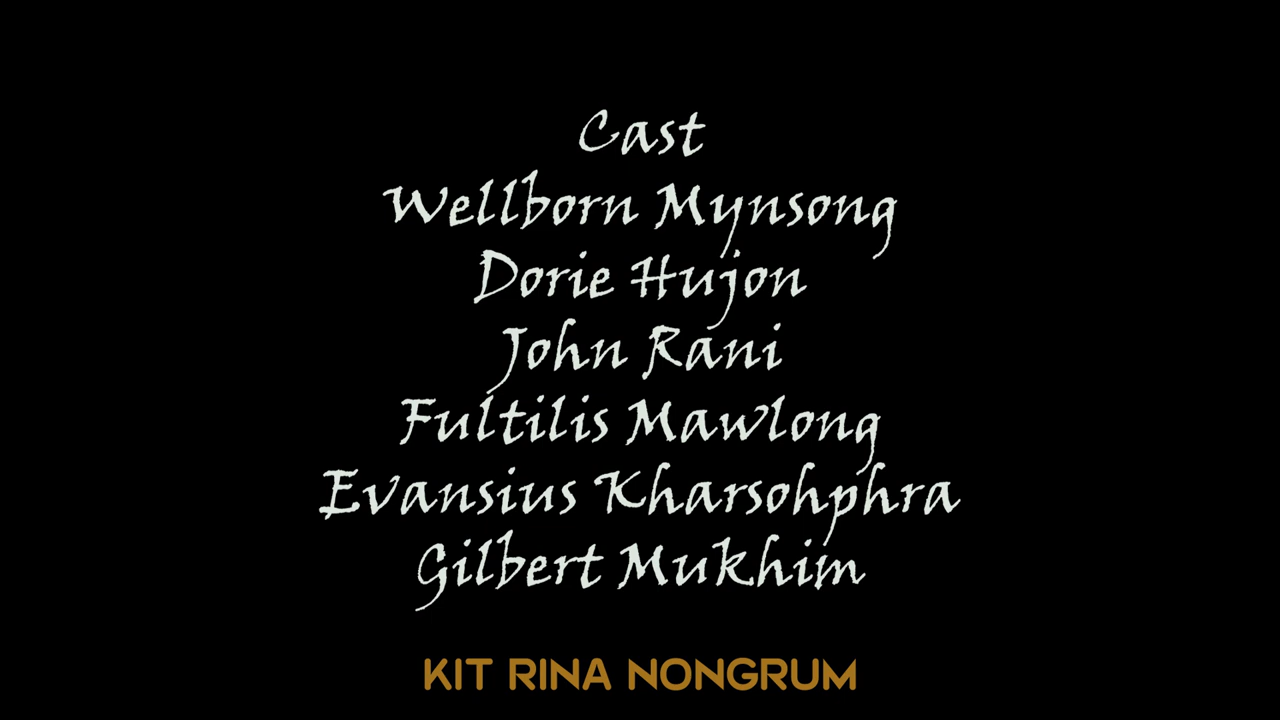 Cast
Wellborn Mynsong
Dorie Hujon
John Rani
Fultilis Mawlong
Evansius Kharsohphra
Gilbert Mukhim
KIT RINA NONGRUM